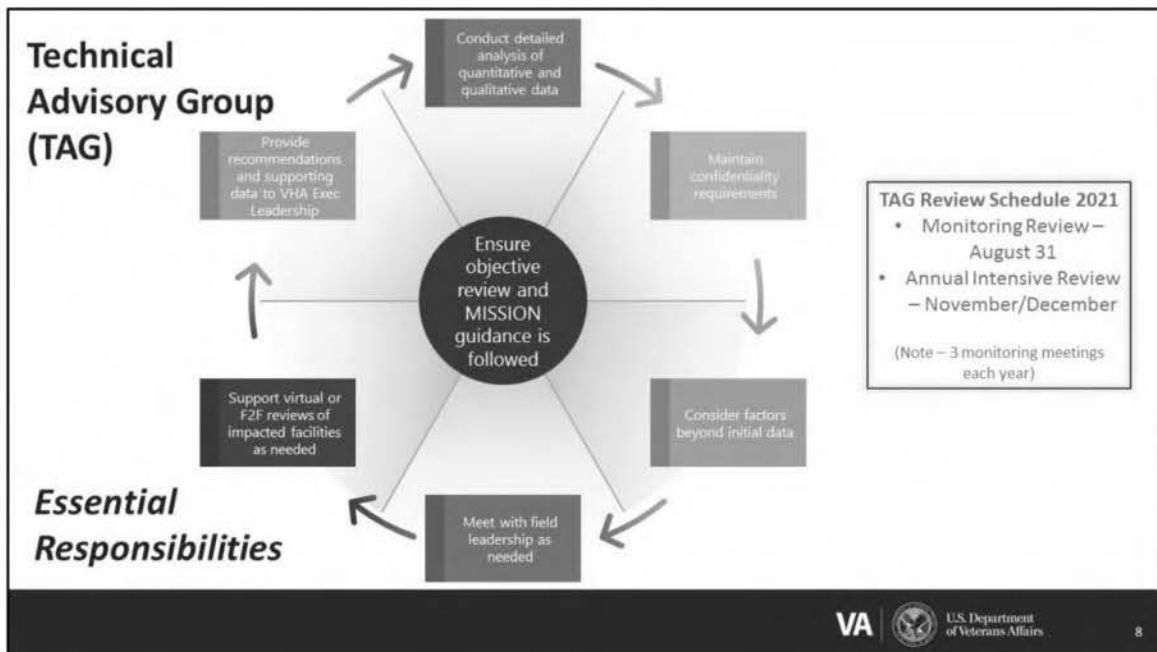 Technical
Advisory Group
(TAG)
Conduct detailed
analysis of
quantitative and
qualitative data
Maintain
confidentiality
requirements
Consider factors
beyond initial data
Meet with field
leadership as
needed
Support virtual or
F2F reviews of
impacted facilities
as needed
Provide
recommendations
and supporting
data to VHA Exec
Leadership
Ensure
objective
review and
MISSION
guidance is
followed
TAG Review Schedule 2021
• Monitoring Review –
August 31
• Annual Intensive Review
– November/December
(Note – 3 monitoring meetings
each year)
Essential
Responsibilities
VA
U.S. Department
of Veterans Affairs
8